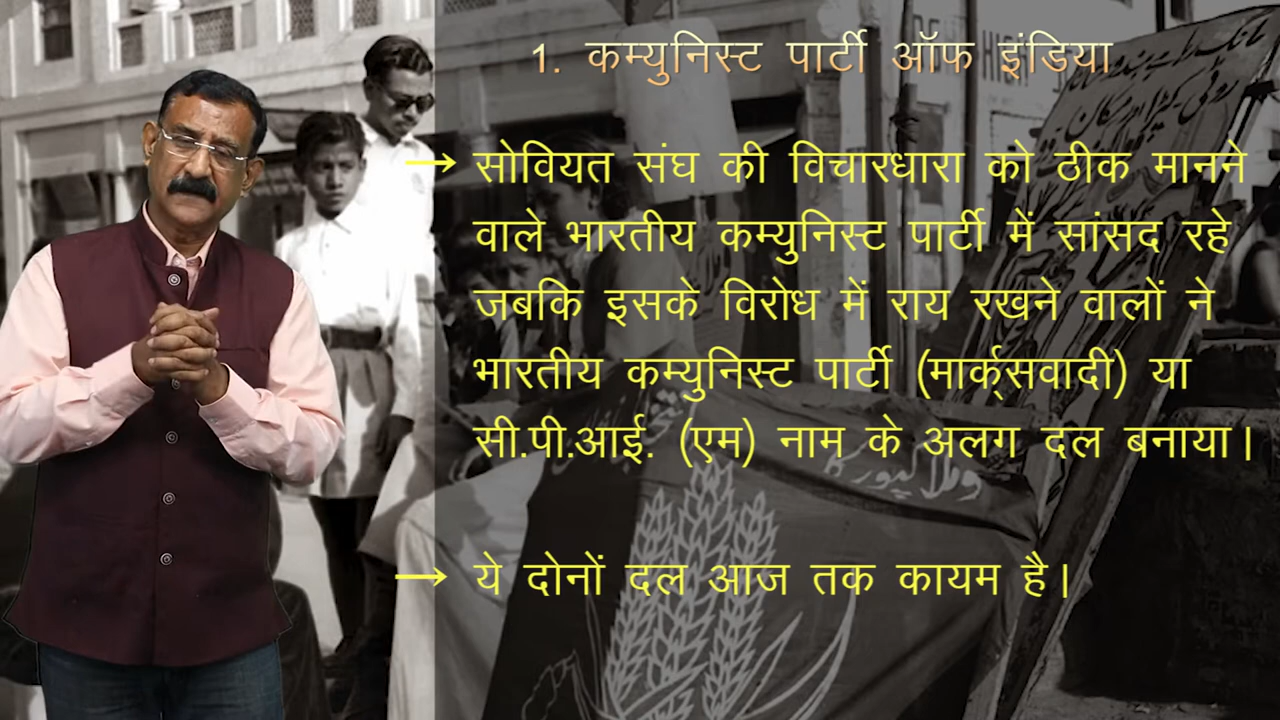 1. कम्युनिस्ट पार्टी ऑफ इंडिया
→ सोवियत संघ की विचारधारा को ठीक मानने
वाले भारतीय कम्युनिस्ट पार्टी में सांसद रहे
जबकि इसके विरोध में राय रखने वालों ने
भारतीय कम्युनिस्ट पार्टी (मार्क्सवादी) या
सी.पी.आई. (एम) नाम के अलग दल बनाया।
→ ये दोनों दल आज तक कायम है।